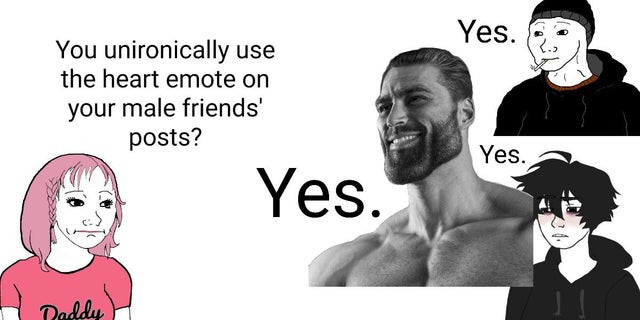 You unironically use
the heart emote on
your male friends'
posts?
Yes.
Yes.
Yes.
Daddy